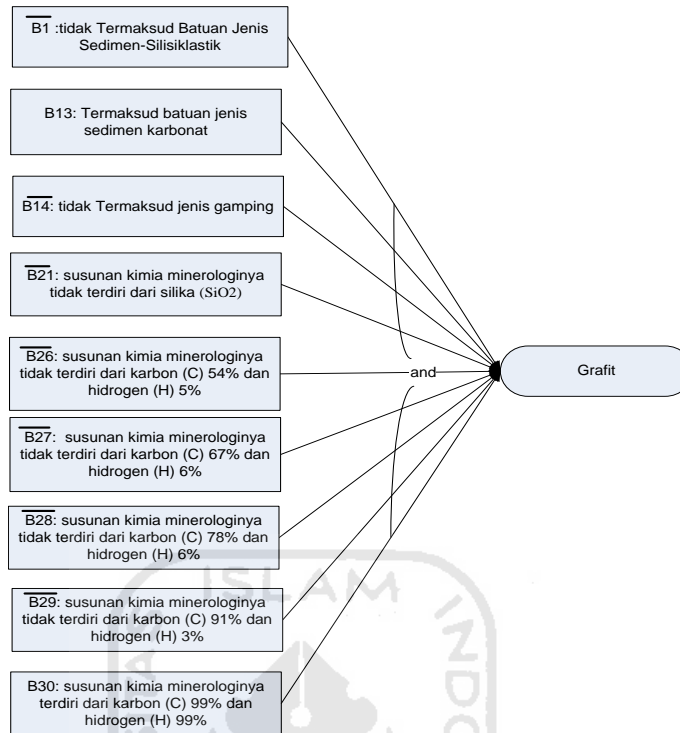 B1 :tidak Termaksud Batuan Jenis
Sedimen-Silisiklastik
B13: Termaksud batuan jenis
sedimen karbonat
B14: tidak Termaksud jenis gamping
B21: susunan kimia minerologinya
tidak terdiri dari silika (SiO2)
B26: susunan kimia minerologinya
tidak terdiri dari karbon (C) 54% dan
hidrogen (H) 5%
B27: susunan kimia minerologinya
tidak terdiri dari karbon (C) 67% dan
hidrogen (H) 6%
B28: susunan kimia minerologinya
tidak terdiri dari karbon (C) 78% dan
hidrogen (H) 6%
B29: susunan kimia minerologinya
tidak terdiri dari karbon (C) 91% dan
hidrogen (H) 3%
B30: susunan kimia minerologinya
terdiri dari karbon (C) 99% dan
hidrogen (H) 99%
and
Grafit
ISLAM